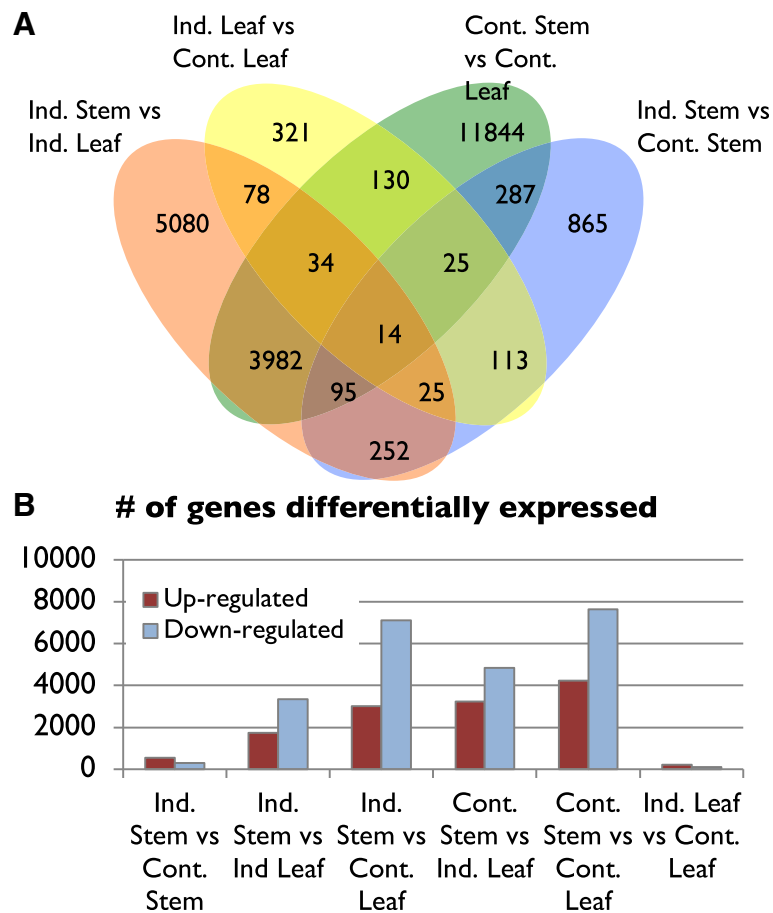 A
Ind. Leaf vs
Cont. Leaf
Cont. Stem
vs Cont.
Leaf
Ind. Stem vs
Ind. Leaf
Ind. Stem vs
Cont. Stem
321
11844
130
78
287
5080
865
34
25
14
3982
113
95
25
252
B
# of genes differentially expressed
10000
8000
6000
4000
2000
0
Up-regulated
Down-regulated
Ind.
Stem vs
Cont.
Stem
Ind.
Stem vs
Ind Leaf
Ind.
Stem vs
Cont.
Leaf
Cont.
Stem vs
Ind. Leaf
Cont.
Stem vs
Cont.
Leaf
Ind. Leaf
vs Cont.
Leaf